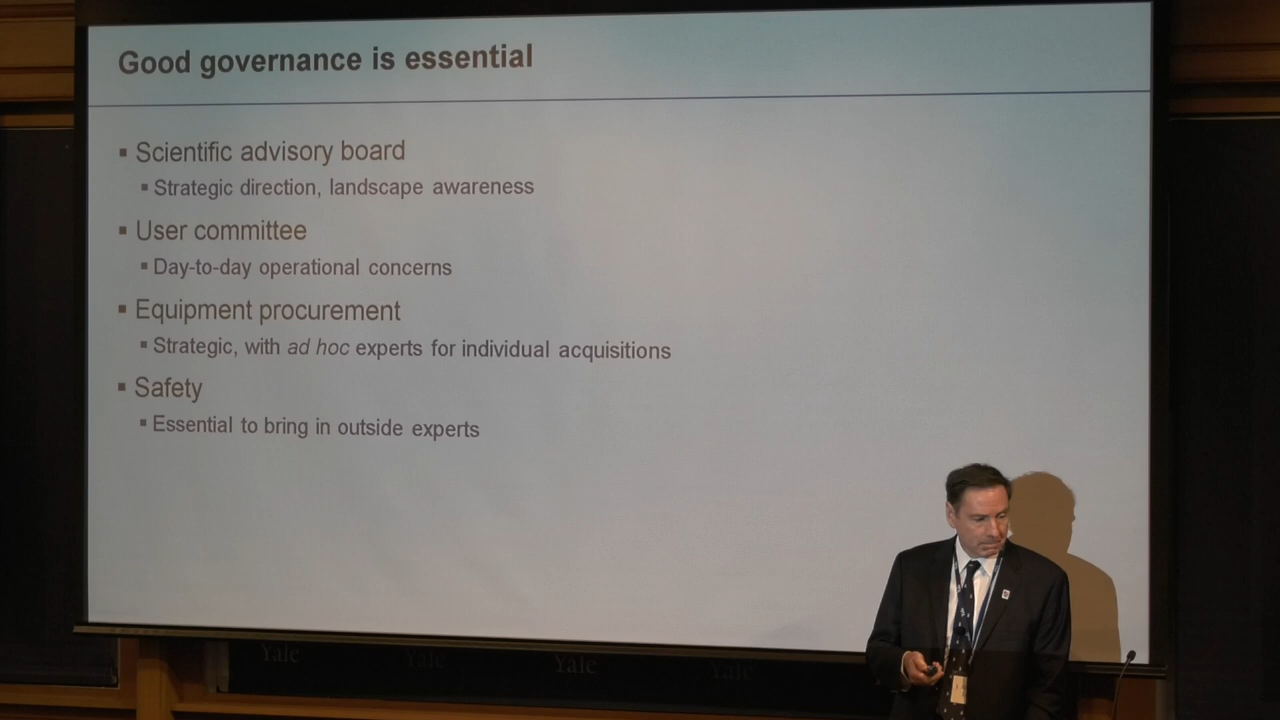 Good governance is essential
▪ Scientific advisory board
▪ Strategic direction, landscape awareness
▪ User committee
▪ Day-to-day operational concerns
▪ Equipment procurement
▪ Strategic, with ad hoc experts for individual acquisitions
▪ Safety
▪ Essential to bring in outside experts
Yale Yale Yale Yale